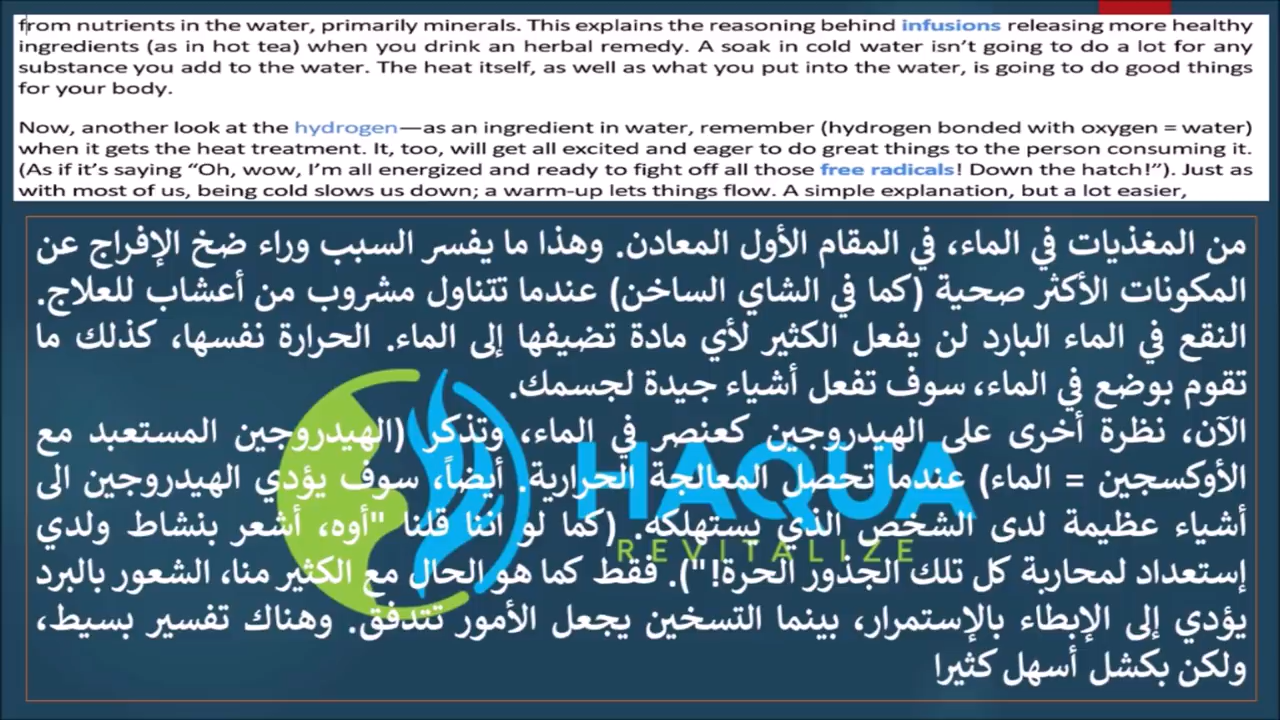 from nutrients in the water, primarily minerals. This explains the reasoning behind infusions releasing more healthy
ingredients (as in hot tea) when you drink an herbal remedy. A soak in cold water isn't going to do a lot for any
substance you add to the water. The heat itself, as well as what you put into the water, is going to do good things
for your body.
Now, another look at the hydrogen—as an ingredient in water, remember (hydrogen bonded with oxygen = water)
when it gets the heat treatment. It, too, will get all excited and eager to do great things to the person consuming it.
(As if it's saying "Oh, wow, I'm all energized and ready to fight off all those free radicals! Down the hatch!"). Just as
with most of us, being cold slows us down; a warm-up lets things flow. A simple explanation, but a lot easier,
من المغذيات في الماء، في المقام الأول المعادن. وهذا ما يفسر السبب وراء ضخ الإفراج عن
المكونات الأكثر صحية (كما في الشاي الساخن) عندما تتناول مشروب من أعشاب للعلاج.
النقع في الماء البارد لن يفعل الكثير لأي مادة تضيفها إلى الماء. الحرارة نفسها، كذلك ما
تقوم بوضع في الماء، سوف تفعل أشياء جيدة لجسمك.
الآن، نظرة أخرى على الهيدروجين كعنصر في الماء، وتذكر (الهيدروجين المستعبد مع
الأوكسجين = الماء) عندما تحصل المعالجة الحرارية. أيضاً، سوف يؤدي الهيدروجين الى
أشياء عظيمة لدى الشخص الذي يستهلكه. (كما لو اننا قلنا "أوه، أشعر بنشاط ولدي
إستعداد لمحاربة كل تلك الجذور الحرة!"). فقط كما هو الحال مع الكثير منا، الشعور بالبرد
يؤدي إلى الإبطاء بالإستمرار، بينما التسخين يجعل الأمور تتدفق. وهناك تفسير بسيط،
ولكن بكشل أسهل كثيرا
HAQUA
REVITALIZE